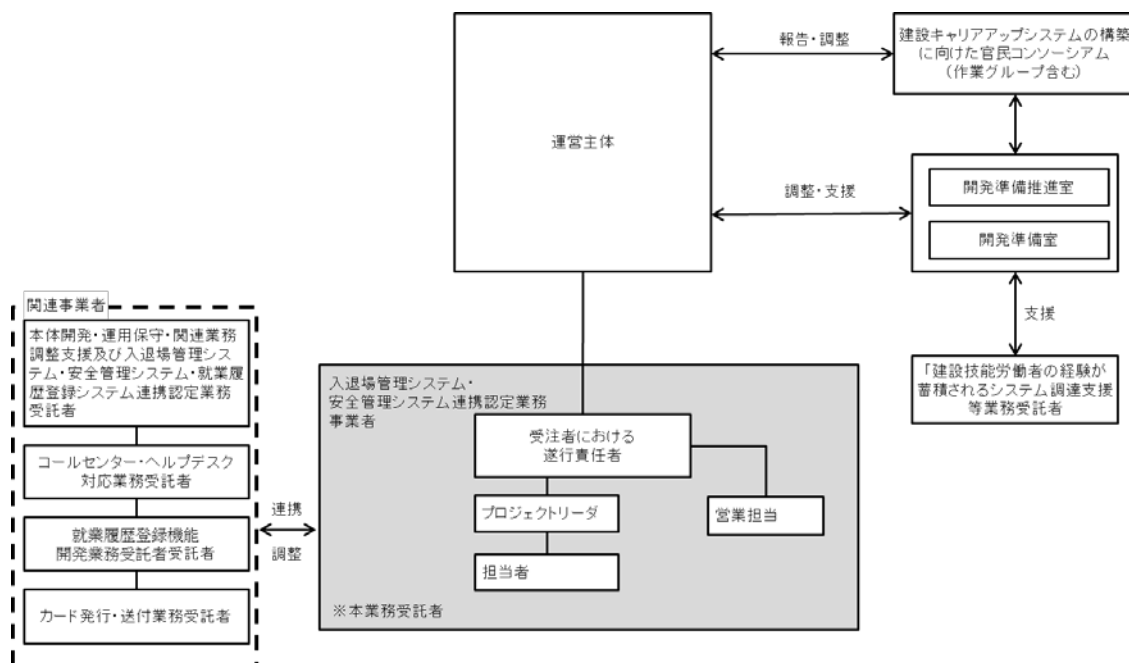 報告・調整
建設キャリアアップシステムの構築
に向けた官民コンソーシアム
（作業グループ含む）
運営主体
調整・支援
開発準備推進室
開発準備室
支援
「建設技能労働者の経験が
蓄積されるシステム調達支援
等業務受託者
関連事業者
本体開発・運用保守・関連業務
調整支援及び入退場管理シス
テム・安全管理システム・就業履
歴登録システム連携認定業務
受託者
コールセンター・ヘルプデスク
対応業務受託者
就業履歴登録機能
開発業務受託者受託者
カード発行・送付業務受託者
連携
調整
入退場管理システム・
安全管理システム連携認定業務
事業者
受注者における
遂行責任者
プロジェクトリーダ
営業担当
担当者
※本業務受託者